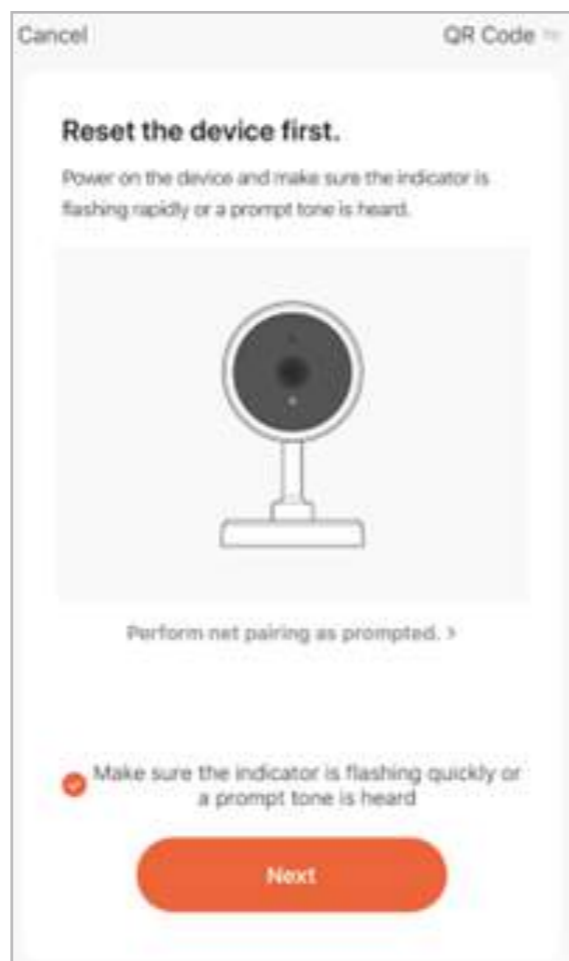 Cancel
QR Code
Reset the device first.
Power on the device and make sure the indicator is
flashing rapidly or a prompt tone is heard.
Perform net pairing as prompted. >
Make sure the indicator is flashing quickly or
a prompt tone is heard
Next